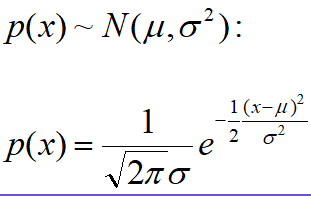 p(x) ~ N(μ, σ²):
p(x) = 1/(√(2π) σ) e^(-1/2 (x-μ)²/σ²)